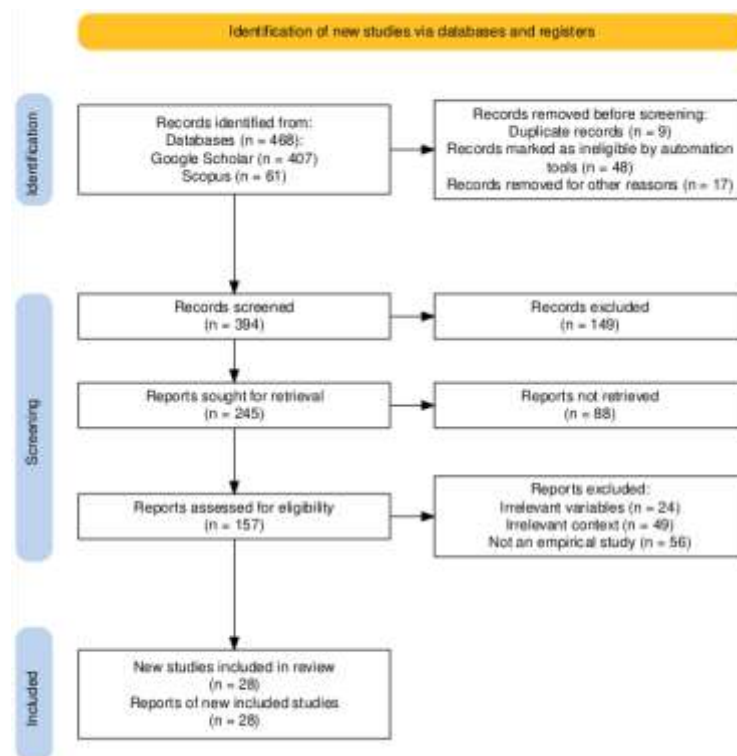 Identification of new studies via databases and registers
Identification
Records identified from:
Databases (n = 468):
Google Scholar (n = 407)
Scopus (n = 61)
Records removed before screening:
Duplicate records (n = 9)
Records marked as ineligible by automation
tools (n = 48)
Records removed for other reasons (n = 17)
Screening
Records screened
(n = 394)
Records excluded
(n = 149)
Reports sought for retrieval
(n = 245)
Reports not retrieved
(n = 88)
Reports assessed for eligibility
(n = 157)
Reports excluded:
Irrelevant variables (n = 24)
Irrelevant context (n = 49)
Not an empirical study (n = 56)
Included
New studies included in review
(n = 28)
Reports of new included studies
(n = 28)